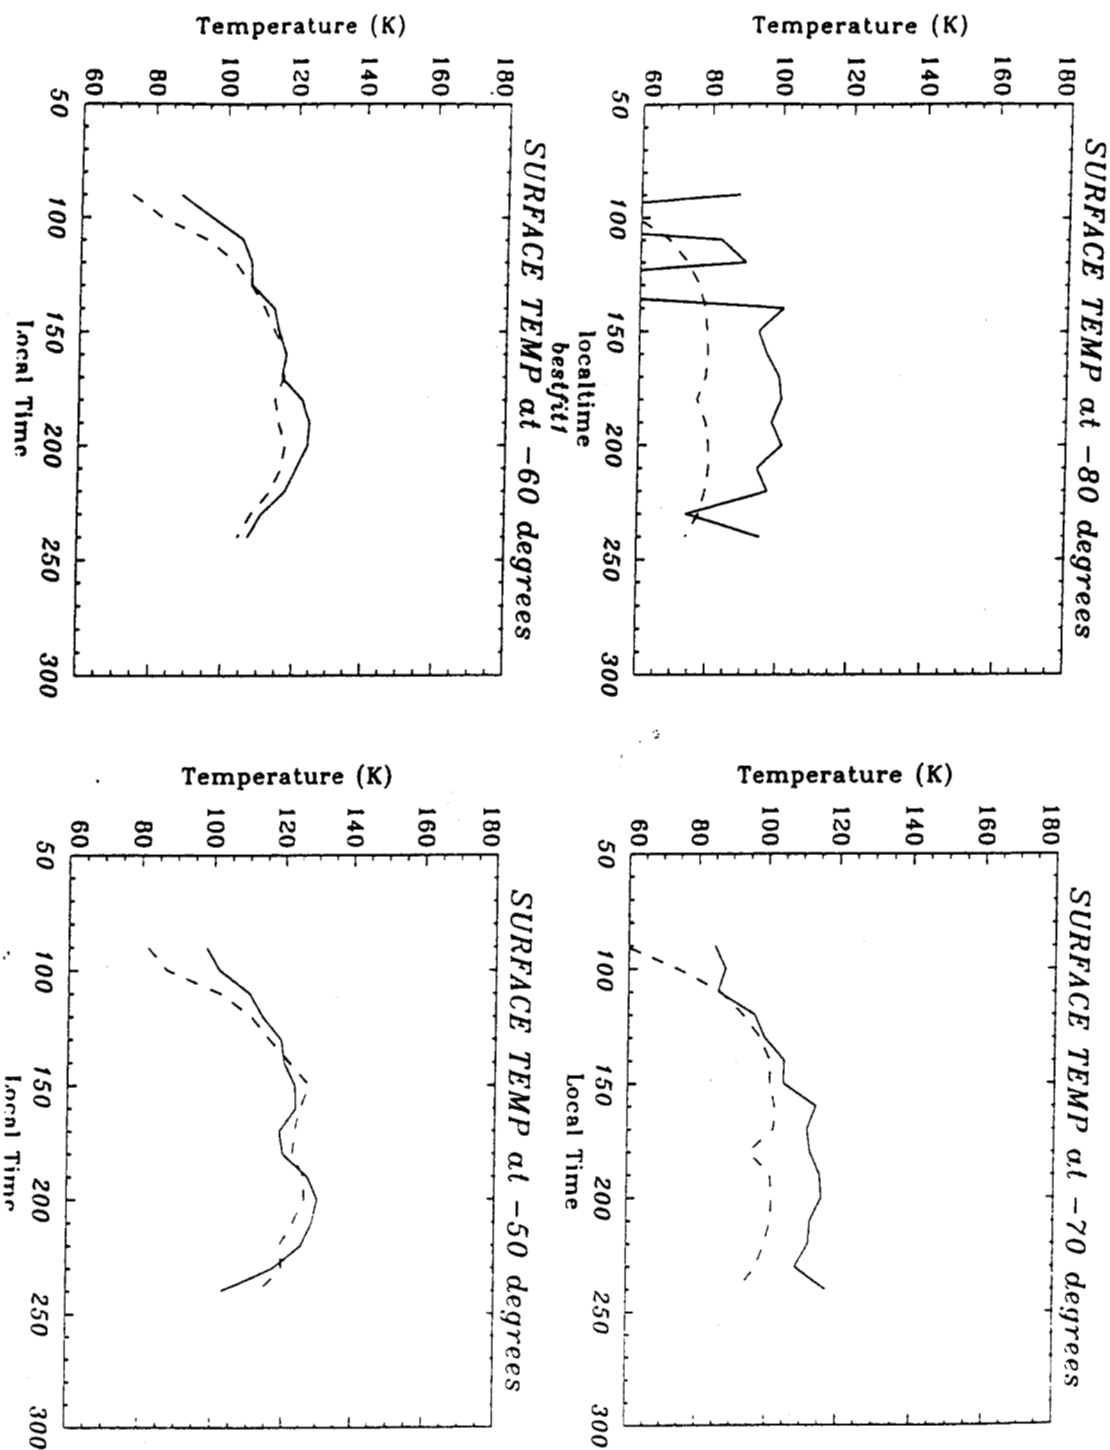 SURFACE TEMP at -80 degrees
Temperature (K)
180
160
140
120
100
80
60
50 100 150 200 250 300
localtime
bestfit1
SURFACE TEMP at -70 degrees
Temperature (K)
180
160
140
120
100
80
60
50 100 150 200 250 300
Local Time
SURFACE TEMP at -60 degrees
Temperature (K)
180
160
140
120
100
80
60
50 100 150 200 250 300
Local Time
SURFACE TEMP at -50 degrees
Temperature (K)
180
160
140
120
100
80
60
50 100 150 200 250 300
Local Time